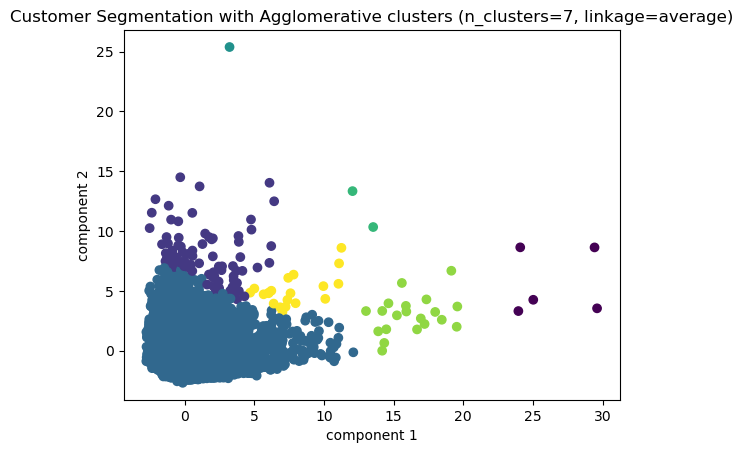 Customer Segmentation with Agglomerative clusters (n_clusters=7, linkage=average)
25
20
15
10
5
0
component 2
0 5 10 15 20 25 30
component 1